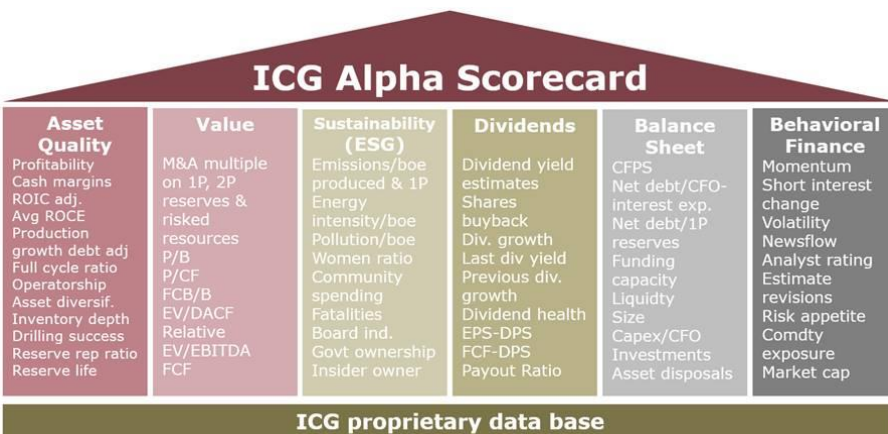 ICG Alpha Scorecard
Asset
Quality
Profitability
Cash margins
ROIC adj.
Avg ROCE
Production
growth debt adj
Full cycle ratio
Operatorship
Asset diversif.
Inventory depth
Drilling success
Reserve rep ratio
Reserve life
Value
M&A multiple
on 1P, 2P
reserves &
risked
resources
P/B
P/CF
FCB/B
EV/DACF
Relative
EV/EBITDA
FCF
Sustainability
(ESG)
Emissions/boe
produced & 1P
Energy
intensity/boe
Pollution/boe
Women ratio
Community
spending
Fatalities
Board ind.
Govt ownership
Insider owner
Dividends
Dividend yield
estimates
Shares
buyback
Div. growth
Last div yield
Previous div.
growth
Dividend health
EPS-DPS
FCF-DPS
Payout Ratio
Balance
Sheet
CFPS
Net debt/CFO-
interest exp.
Net debt/1P
reserves
Funding
capacity
Liquidty
Size
Capex/CFO
Investments
Asset disposals
Behavioral
Finance
Momentum
Short interest
change
Volatility
Newsflow
Analyst rating
Estimate
revisions
Risk appetite
Comdty
exposure
Market cap
ICG proprietary data base